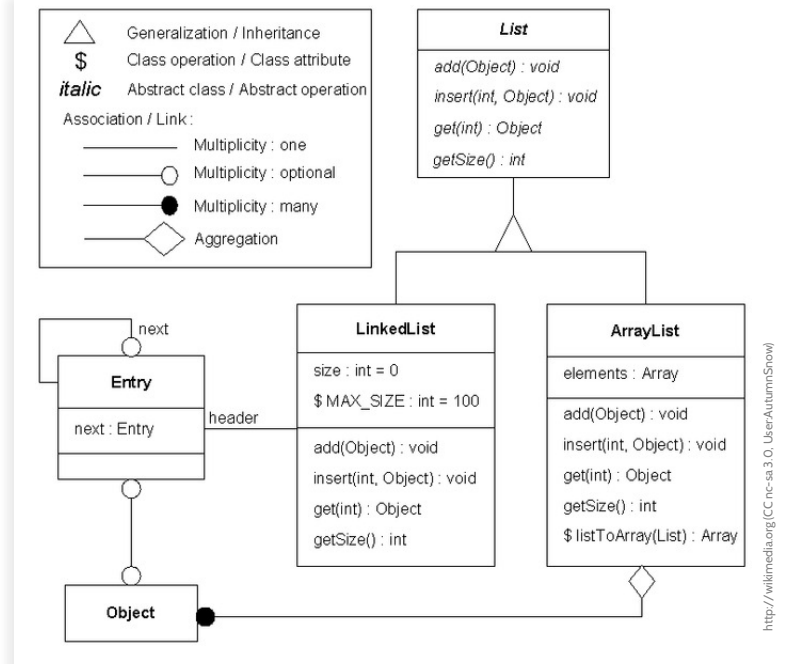 Generalization / Inheritance
$ Class operation / Class attribute
italic Abstract class / Abstract operation
Association / Link :
Multiplicity : one
Multiplicity : optional
Multiplicity : many
Aggregation
List
add(Object) : void
insert(int, Object) : void
get(int) : Object
getSize() : int
next
Entry
next : Entry
header
LinkedList
size : int = 0
$ MAX_SIZE : int = 100
add(Object) : void
insert(int, Object) : void
get(int) : Object
getSize() : int
ArrayList
elements : Array
add(Object) : void
insert(int, Object) : void
get(int) : Object
getSize() : int
$ listToArray(List) : Array
Object
http://wikimedia.org (CC nc-sa 3.0, User:AutumnSnow)